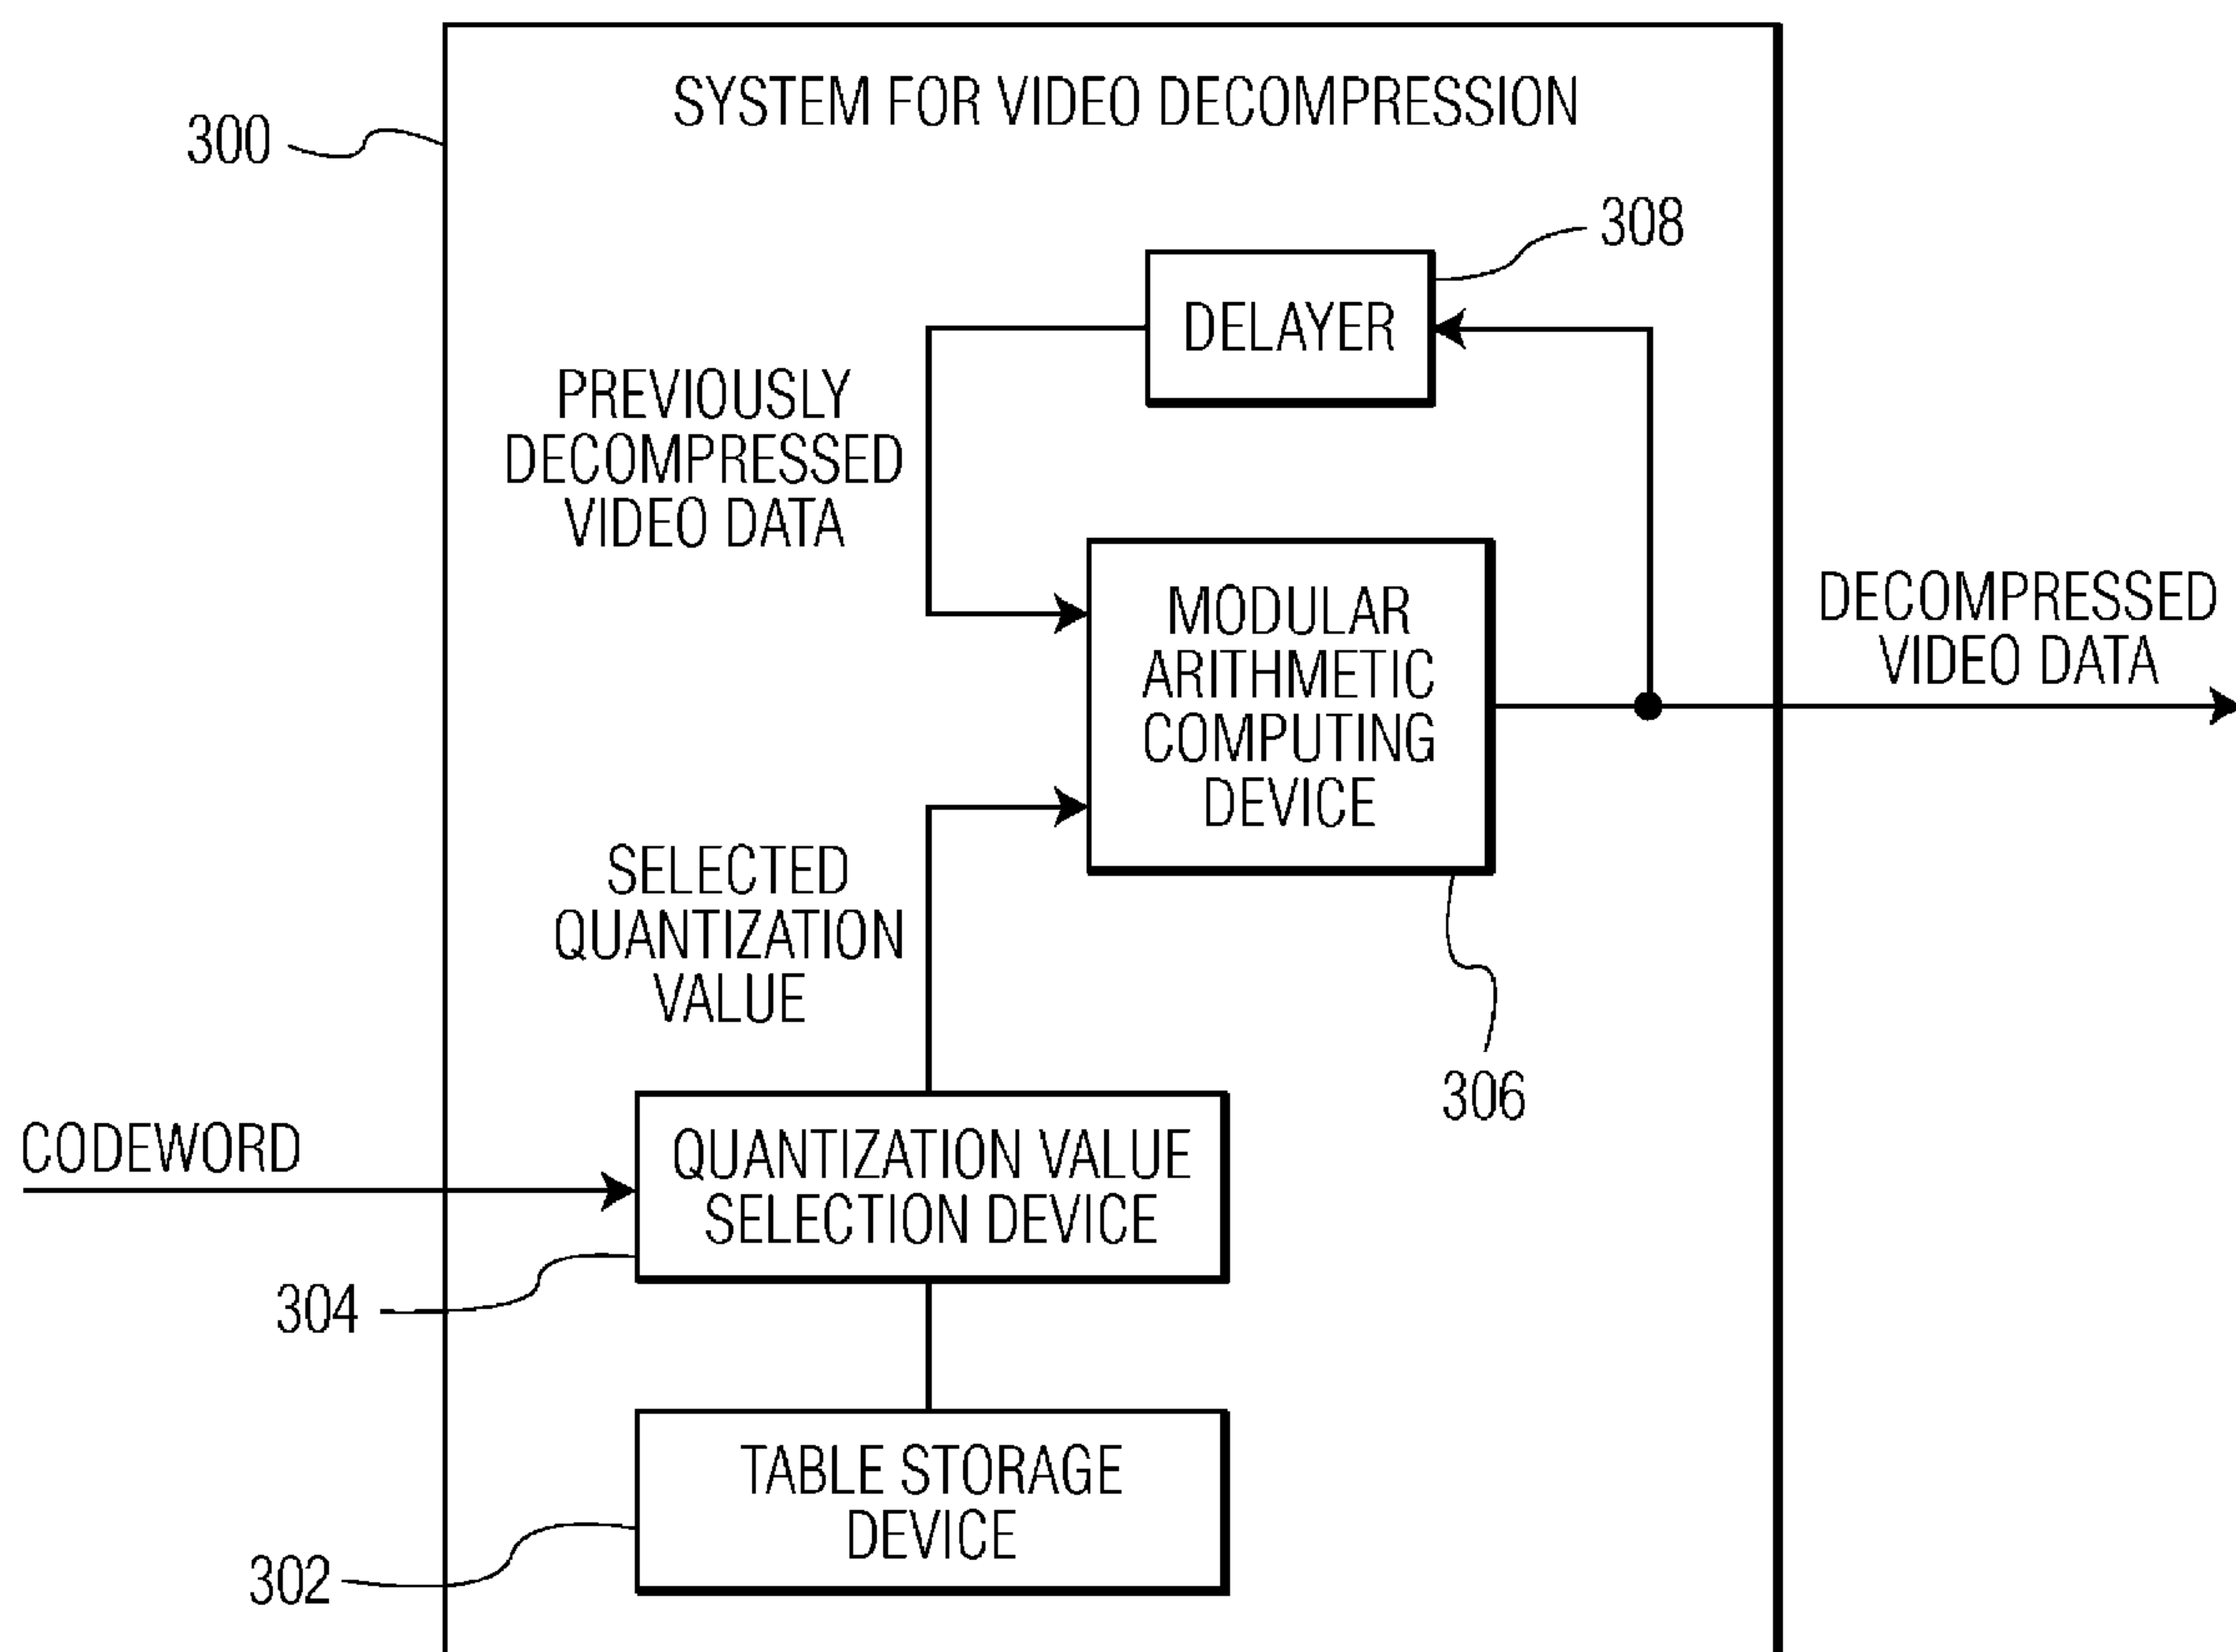 SYSTEM FOR VIDEO DECOMPRESSION
300
308
DELAYER
PREVIOUSLY
DECOMPRESSED
VIDEO DATA
MODULAR
ARITHMETIC
COMPUTING
DEVICE
DECOMPRESSED
VIDEO DATA
SELECTED
QUANTIZATION
VALUE
306
CODEWORD
QUANTIZATION VALUE
SELECTION DEVICE
304
TABLE STORAGE
DEVICE
302